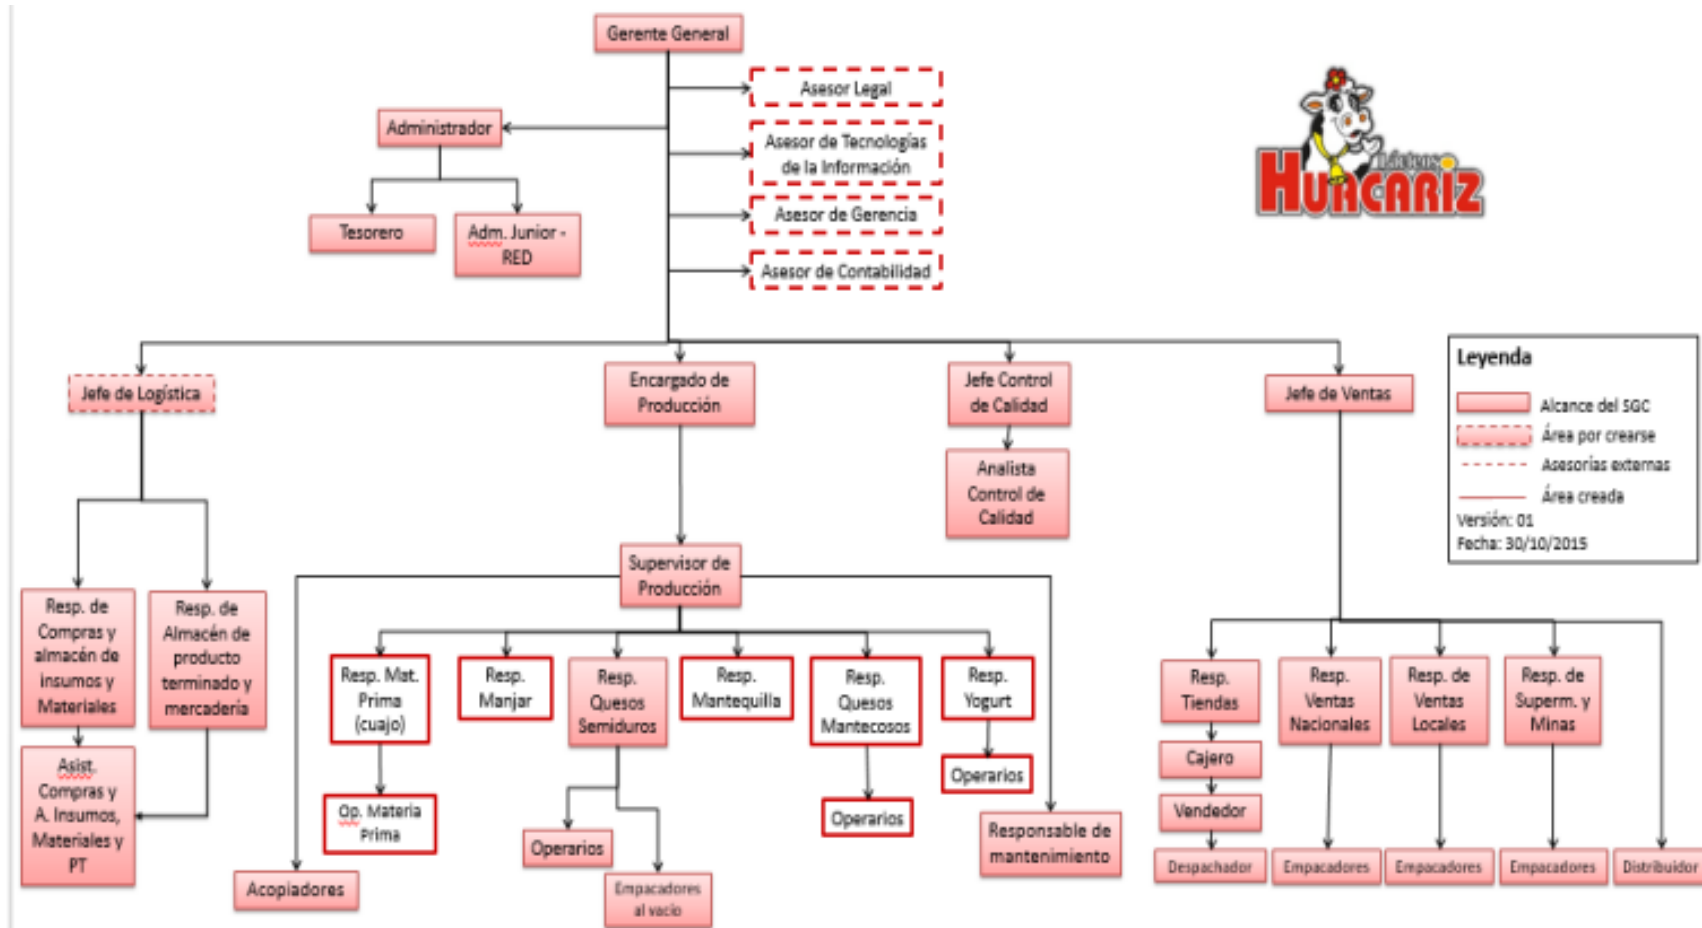 Gerente General
Asesor Legal
Administrador
Asesor de Tecnologías
de la Información
Lácteos
HUACARIZ
Tesorero
Adm. Junior -
RED
Asesor de Gerencia
Asesor de Contabilidad
Jefe de Logística
Encargado de
Producción
Jefe Control
de Calidad
Jefe de Ventas
Analista
Control de
Calidad
Leyenda
Alcance del SGC
Área por crearse
Asesorías externas
Área creada
Versión: 01
Fecha: 30/10/2015
Supervisor de
Producción
Resp. de
Compras y
almacén de
insumos y
Materiales
Resp. de
Almacén de
producto
terminado y
mercadería
Asist.
Compras y
A. Insumos,
Materiales y
PT
Resp. Mat.
Prima
(cuajo)
Resp.
Manjar
Resp.
Quesos
Semiduros
Resp.
Mantequilla
Resp.
Quesos
Mantecosos
Resp.
Yogurt
Op. Materia
Prima
Operarios
Empacadores
al vacío
Operarios
Operarios
Acopiadores
Responsable de
mantenimiento
Resp.
Tiendas
Resp.
Ventas
Nacionales
Resp. de
Ventas
Locales
Resp. de
Superm. y
Minas
Cajero
Vendedor
Despachador
Empacadores
Empacadores
Empacadores
Distribuidor